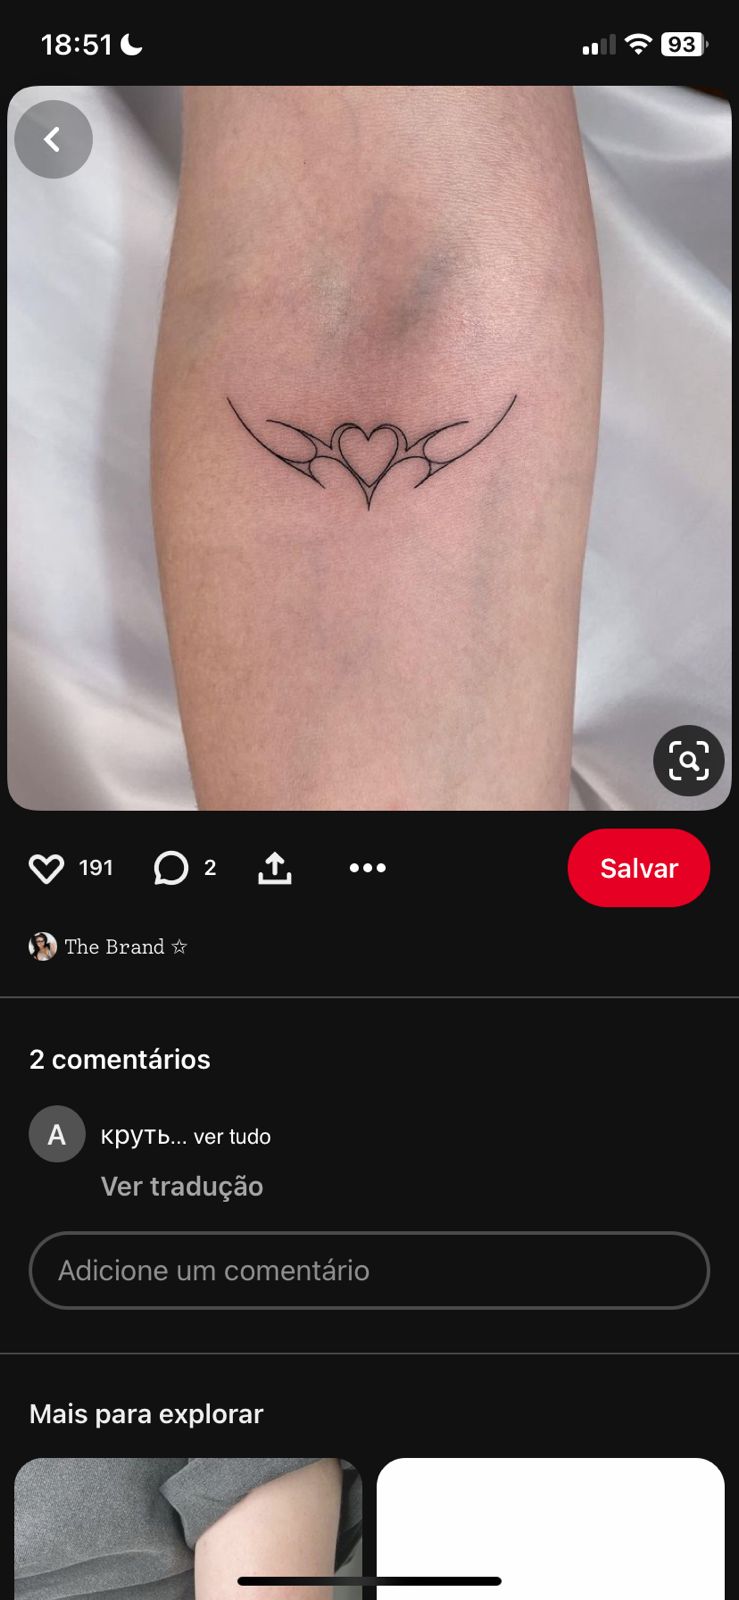 18:51
93
191
2
Salvar
The Brand ☆
2 comentários
A
круть... ver tudo
Ver tradução
Adicione um comentário
Mais para explorar